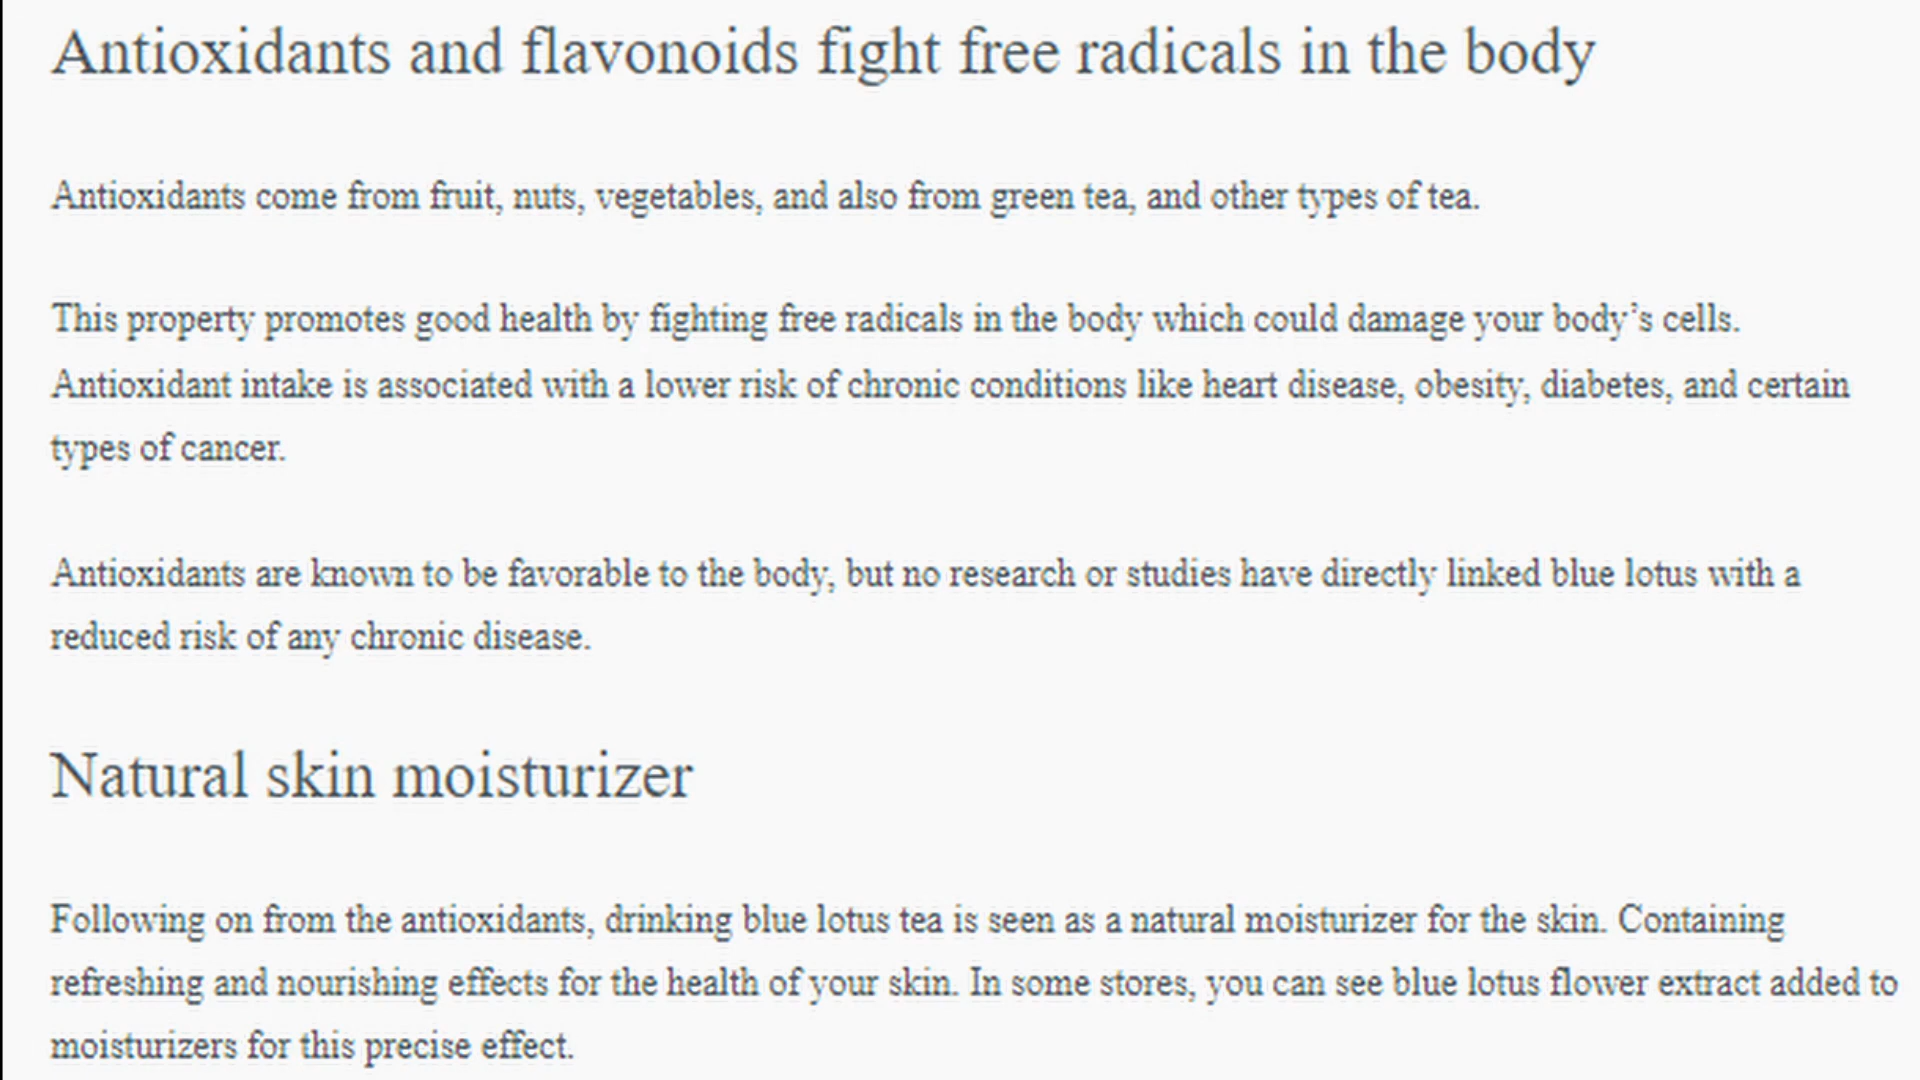 Antioxidants and flavonoids fight free radicals in the body
Antioxidants come from fruit, nuts, vegetables, and also from green tea, and other types of tea.
This property promotes good health by fighting free radicals in the body which could damage your body’s cells.
Antioxidant intake is associated with a lower risk of chronic conditions like heart disease, obesity, diabetes, and certain
types of cancer.
Antioxidants are known to be favorable to the body, but no research or studies have directly linked blue lotus with a
reduced risk of any chronic disease.
Natural skin moisturizer
Following on from the antioxidants, drinking blue lotus tea is seen as a natural moisturizer for the skin. Containing
refreshing and nourishing effects for the health of your skin. In some stores, you can see blue lotus flower extract added to
moisturizers for this precise effect.